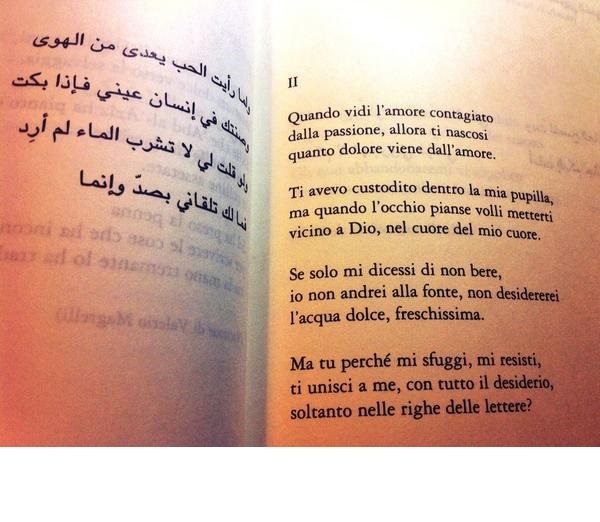 ولما رأيت الحب يعدى من الهوى
وصنتك في إنسان عيني فإذا بكت
ولو قلت لي لا تشرب الماء لم أرِد
فما لك تلقاني بصدّ وإنما
II
Quando vidi l'amore contagiato
dalla passione, allora ti nascosi
quanto dolore viene dall'amore.
Ti avevo custodito dentro la mia pupilla,
ma quando l'occhio pianse volli metterti
vicino a Dio, nel cuore del mio cuore.
Se solo mi dicessi di non bere,
io non andrei alla fonte, non desidererei
l'acqua dolce, freschissima.
Ma tu perché mi sfuggi, mi resisti,
ti unisci a me, con tutto il desiderio,
soltanto nelle righe delle lettere?